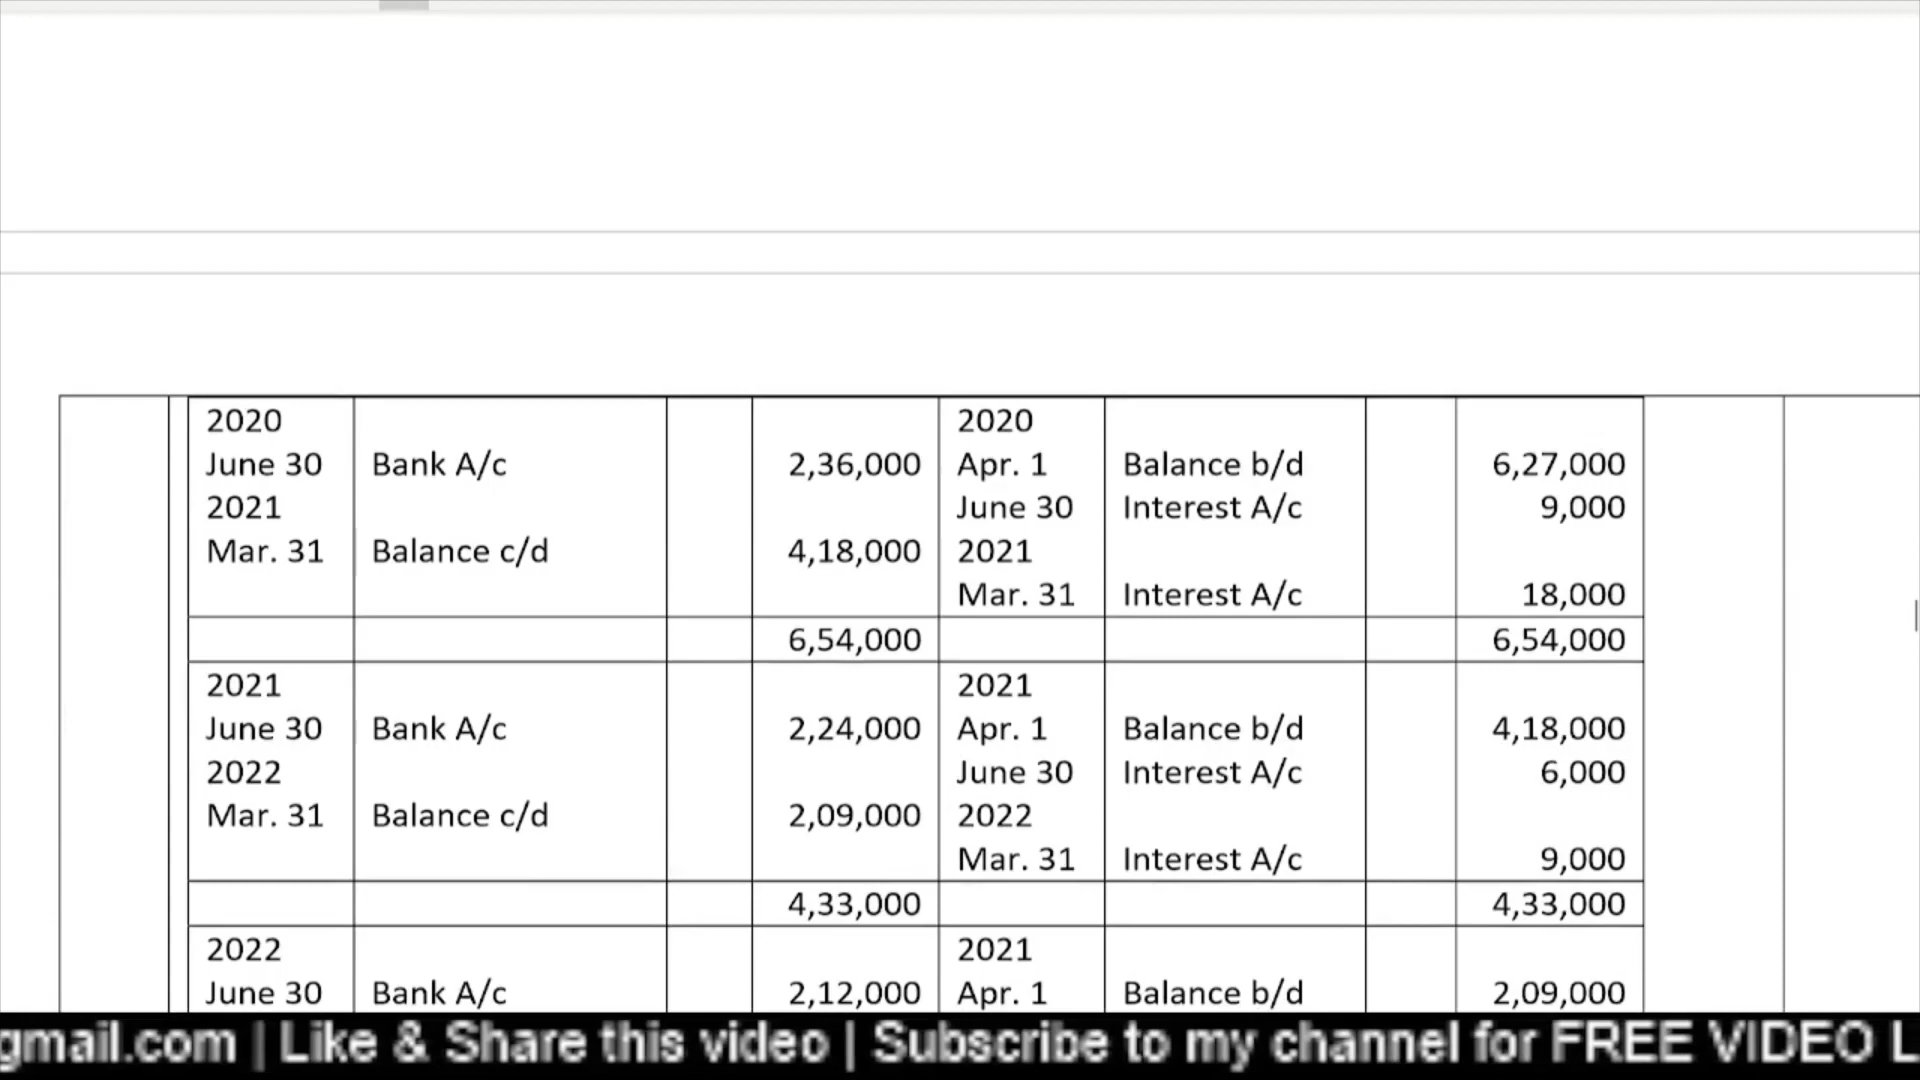 2020 2020
June 30 Bank A/c 2,36,000 Apr. 1 Balance b/d 6,27,000
2021 June 30 Interest A/c 9,000
Mar. 31 Balance c/d 4,18,000 2021
Mar. 31 Interest A/c 18,000
6,54,000 6,54,000
2021 2021
June 30 Bank A/c 2,24,000 Apr. 1 Balance b/d 4,18,000
2022 June 30 Interest A/c 6,000
Mar. 31 Balance c/d 2,09,000 2022
Mar. 31 Interest A/c 9,000
4,33,000 4,33,000
2022 2021
June 30 Bank A/c 2,12,000 Apr. 1 Balance b/d 2,09,000
gmail.com | Like & Share this video | Subscribe to my channel for FREE VIDEO L